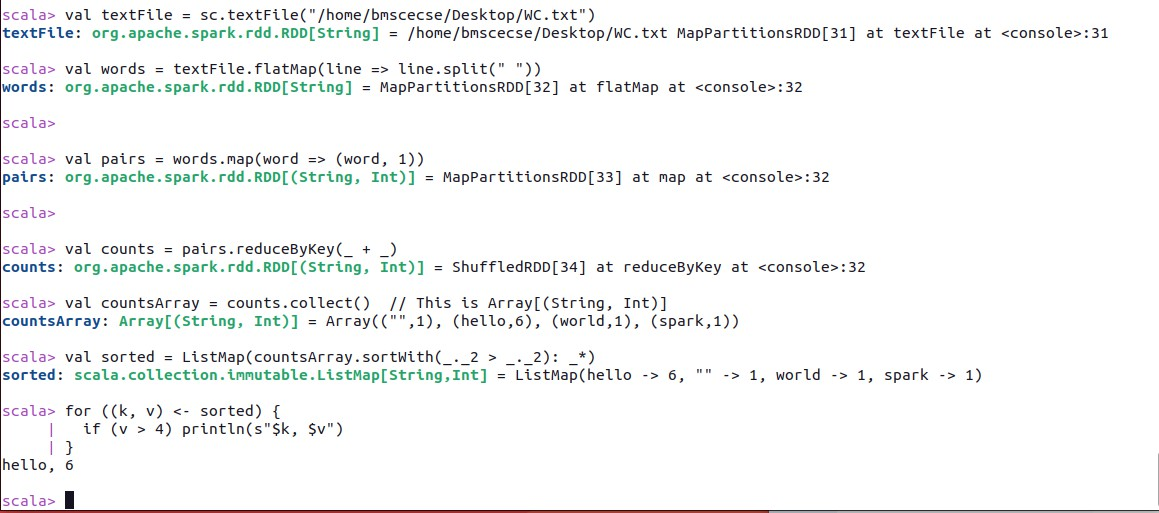 scala> val textFile = sc.textFile("/home/bmscecse/Desktop/WC.txt")
textFile: org.apache.spark.rdd.RDD[String] = /home/bmscecse/Desktop/WC.txt MapPartitionsRDD[31] at textFile at <console>:31
scala> val words = textFile.flatMap(line => line.split(" "))
words: org.apache.spark.rdd.RDD[String] = MapPartitionsRDD[32] at flatMap at <console>:32
scala>
scala> val pairs = words.map(word => (word, 1))
pairs: org.apache.spark.rdd.RDD[(String, Int)] = MapPartitionsRDD[33] at map at <console>:32
scala>
scala> val counts = pairs.reduceByKey(_ + _)
counts: org.apache.spark.rdd.RDD[(String, Int)] = ShuffledRDD[34] at reduceByKey at <console>:32
scala> val countsArray = counts.collect()  // This is Array[(String, Int)]
countsArray: Array[(String, Int)] = Array(("",1), (hello,6), (world,1), (spark,1))
scala> val sorted = ListMap(countsArray.sortWith(_._2 > _._2): _*)
sorted: scala.collection.immutable.ListMap[String,Int] = ListMap(hello -> 6, "" -> 1, world -> 1, spark -> 1)
scala> for ((k, v) <- sorted) {
     |   if (v > 4) println(s"$k, $v")
     | }
hello, 6
scala>